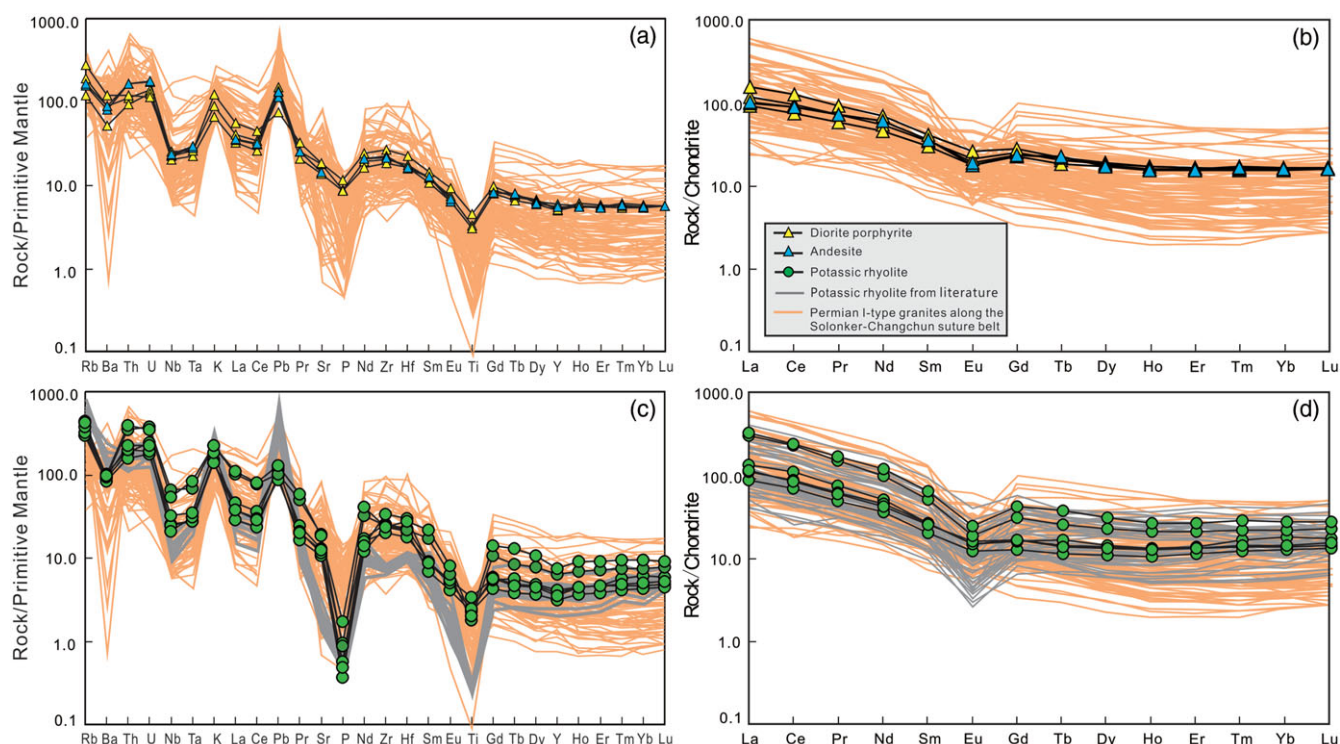 1000.0
100.0
10.0
1.0
0.1
Rock/Primitive Mantle
(a)
Rb Ba Th U Nb Ta K La Ce Pb Pr Sr P Nd Zr Hf Sm Eu Ti Gd Tb Dy Y Ho Er Tm Yb Lu
1000.0
100.0
10.0
1.0
0.1
Rock/Chondrite
(b)
Diorite porphyrite
Andesite
Potassic rhyolite
Potassic rhyolite from literature
Permian I-type granites along the
Solonker-Changchun suture belt
La Ce Pr Nd Sm Eu Gd Tb Dy Ho Er Tm Yb Lu
1000.0
100.0
10.0
1.0
0.1
Rock/Primitive Mantle
(c)
Rb Ba Th U Nb Ta K La Ce Pb Pr Sr P Nd Zr Hf Sm Eu Ti Gd Tb Dy Y Ho Er Tm Yb Lu
1000.0
100.0
10.0
1.0
0.1
Rock/Chondrite
(d)
La Ce Pr Nd Sm Eu Gd Tb Dy Ho Er Tm Yb Lu